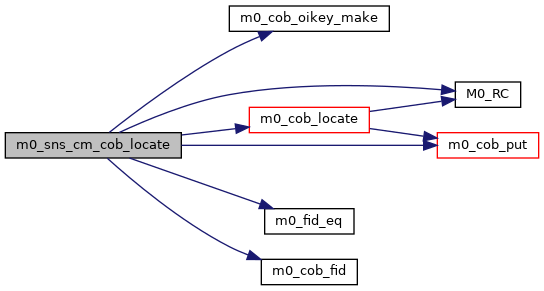 m0_cob_oikey_make
M0_RC
m0_cob_locate
m0_sns_cm_cob_locate
m0_cob_put
m0_fid_eq
m0_cob_fid